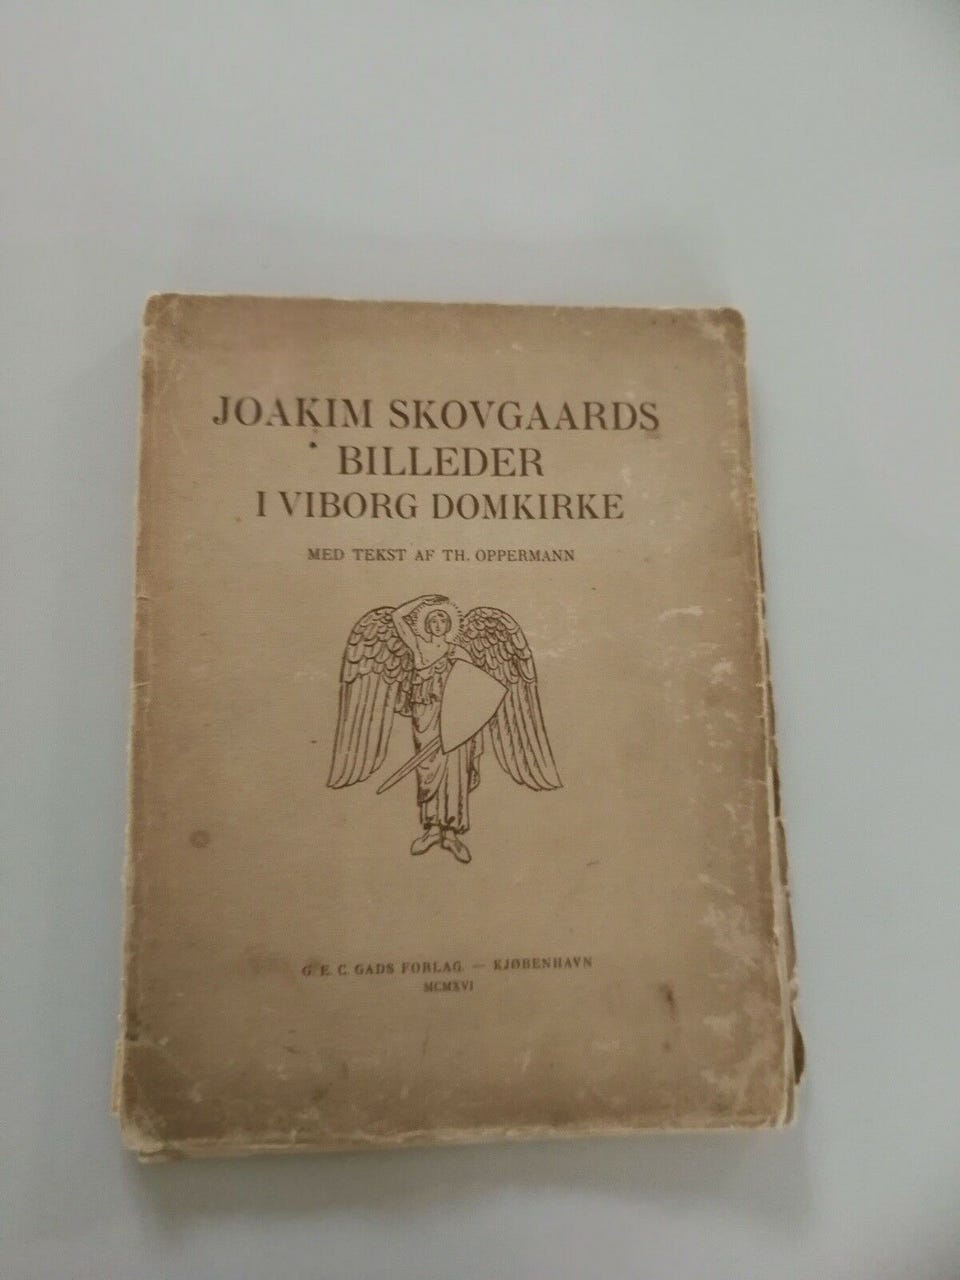 JOAKIM SKOVGAARDS
BILLEDER
I VIBORG DOMKIRKE
MED TEKST AF TH. OPPERMANN
G. E. C. GADS FORLAG — KJØBENHAVN
MCMXVI